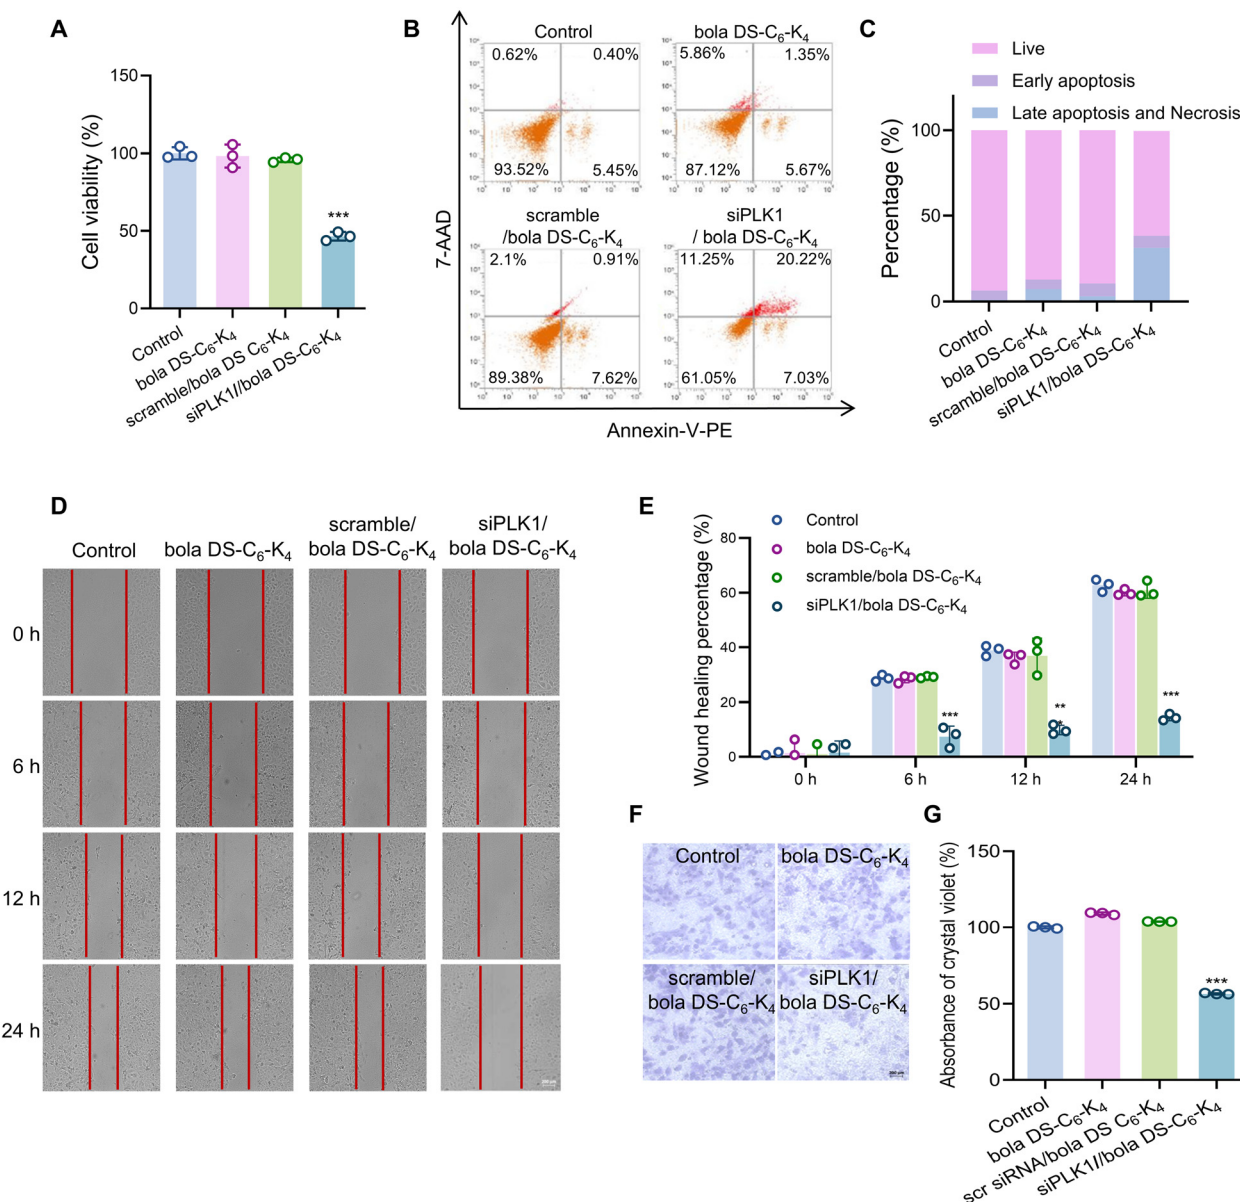 A
Cell viability (%)
150
100
50
0
***
Control
bola DS-C₆-K₄
scramble/bola DS C₆-K₄
siPLK1//bola DS-C₆-K₄
B
7-AAD
Annexin-V-PE
Control
0.62%
0.40%
93.52%
5.45%
bola DS-C₆-K₄
5.86%
1.35%
87.12%
5.67%
scramble
/bola DS-C₆-K₄
2.1%
0.91%
89.38%
7.62%
siPLK1
/ bola DS-C₆-K₄
11.25%
20.22%
61.05%
7.03%
C
Live
Early apoptosis
Late apoptosis and Necrosis
Percentage (%)
100
50
0
Control
bola DS-C₆-K₄
srcamble/bola DS-C₆-K₄
siPLK1/bola DS-C₆-K₄
D
Control
bola DS-C₆-K₄
scramble/
bola DS-C₆-K₄
siPLK1/
bola DS-C₆-K₄
0 h
6 h
12 h
24 h
E
Control
bola DS-C₆-K₄
scramble/bola DS-C₆-K₄
siPLK1/bola DS-C₆-K₄
Wound healing percentage (%)
80
60
40
20
0
***
**
***
0 h
6 h
12 h
24 h
F
Control
bola DS-C₆-K₄
scramble/
bola DS-C₆-K₄
siPLK1/
bola DS-C₆-K₄
G
Absorbance of crystal violet (%)
150
100
50
0
***
Control
bola DS-C₆-K₄
scr siRNA/bola DS C₆-K₄
siPLK1//bola DS-C₆-K₄